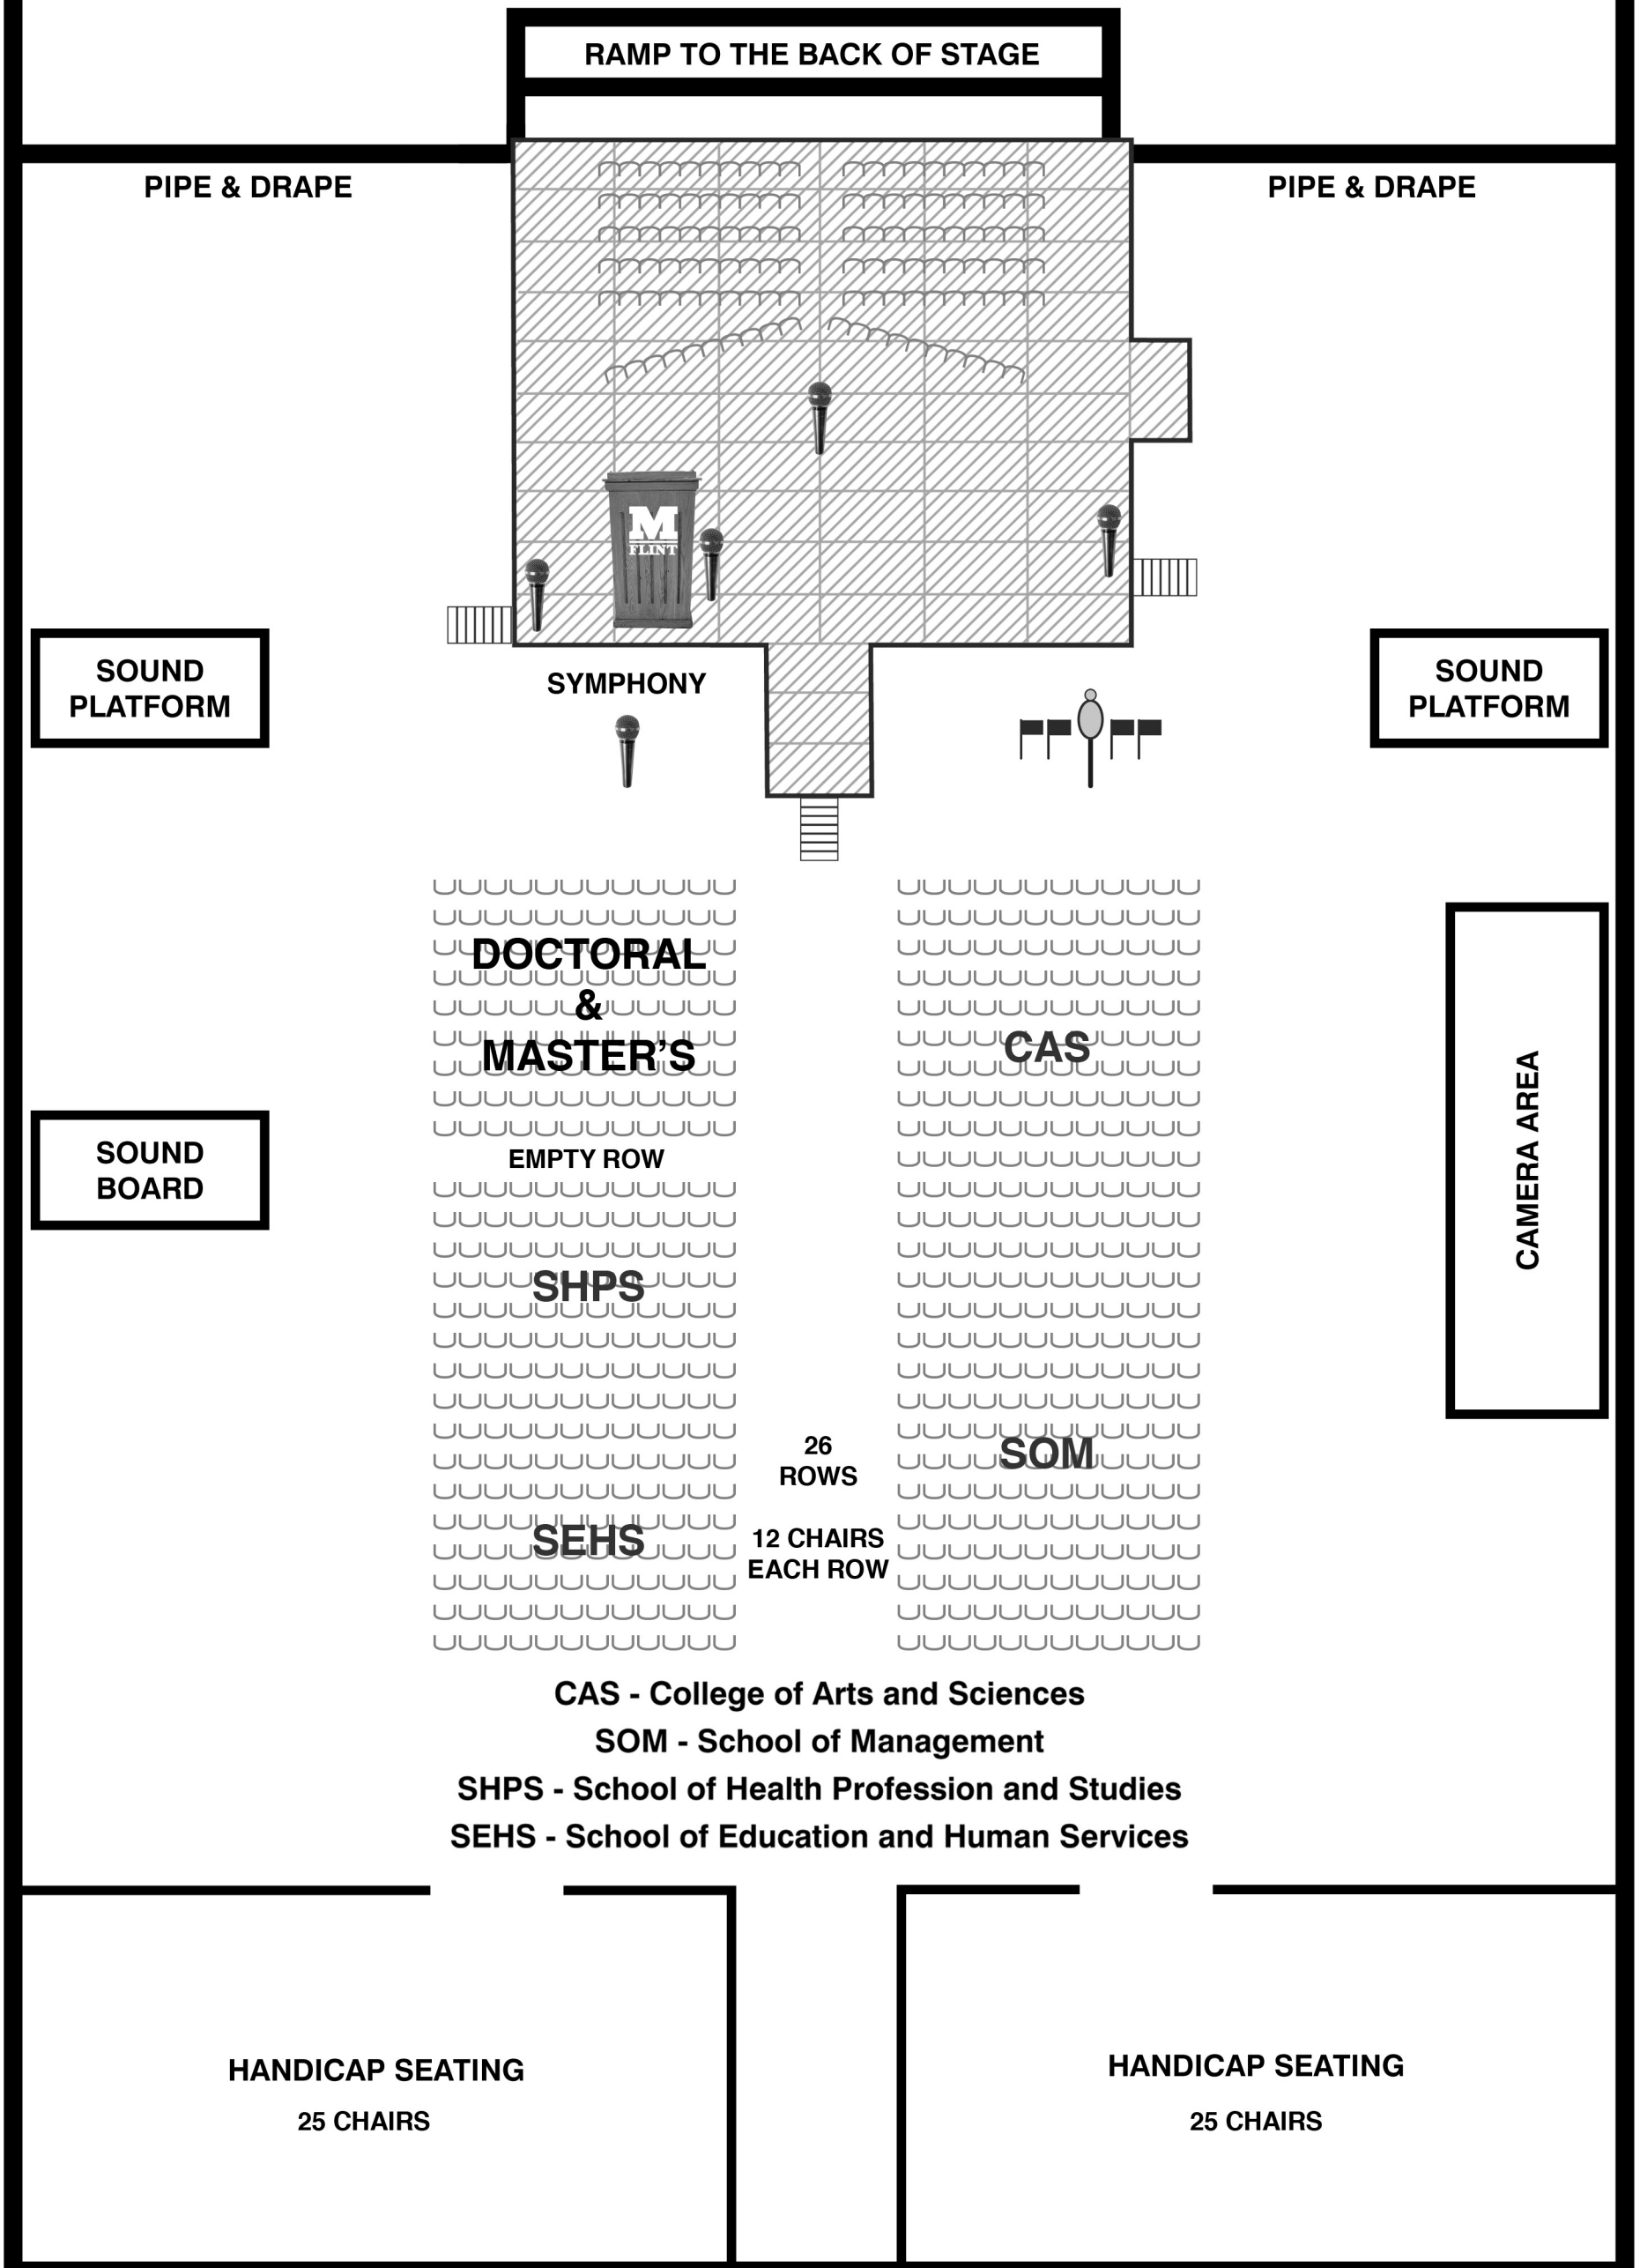 RAMP TO THE BACK OF STAGE
PIPE & DRAPE
PIPE & DRAPE
M
FLINT
SOUND
PLATFORM
SYMPHONY
SOUND
PLATFORM
DOCTORAL
&
MASTER'S
CAS
EMPTY ROW
SOUND
BOARD
CAMERA AREA
SHPS
SOM
26
ROWS
SEHS
12 CHAIRS
EACH ROW
CAS - College of Arts and Sciences
SOM - School of Management
SHPS - School of Health Profession and Studies
SEHS - School of Education and Human Services
HANDICAP SEATING
25 CHAIRS
HANDICAP SEATING
25 CHAIRS